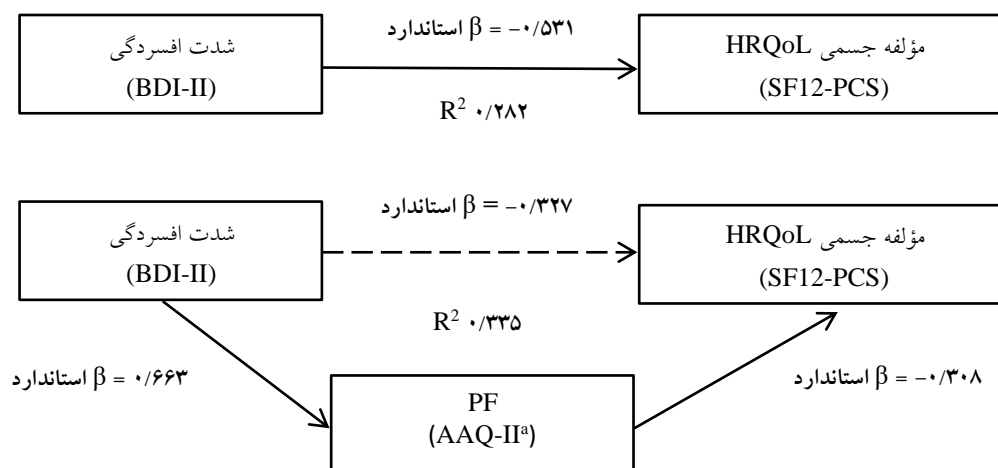 استاندارد β = -۰/۵۳۱
شدت افسردگی
(BDI-II)
مؤلفه جسمی HRQoL
(SF12-PCS)
R² ۰/۲۸۲
استاندارد β = -۰/۳۲۷
شدت افسردگی
(BDI-II)
مؤلفه جسمی HRQoL
(SF12-PCS)
R² ۰/۳۳۵
استاندارد β = ۰/۶۶۳
استاندارد β = -۰/۳۰۸
PF
(AAQ-IIᵃ)